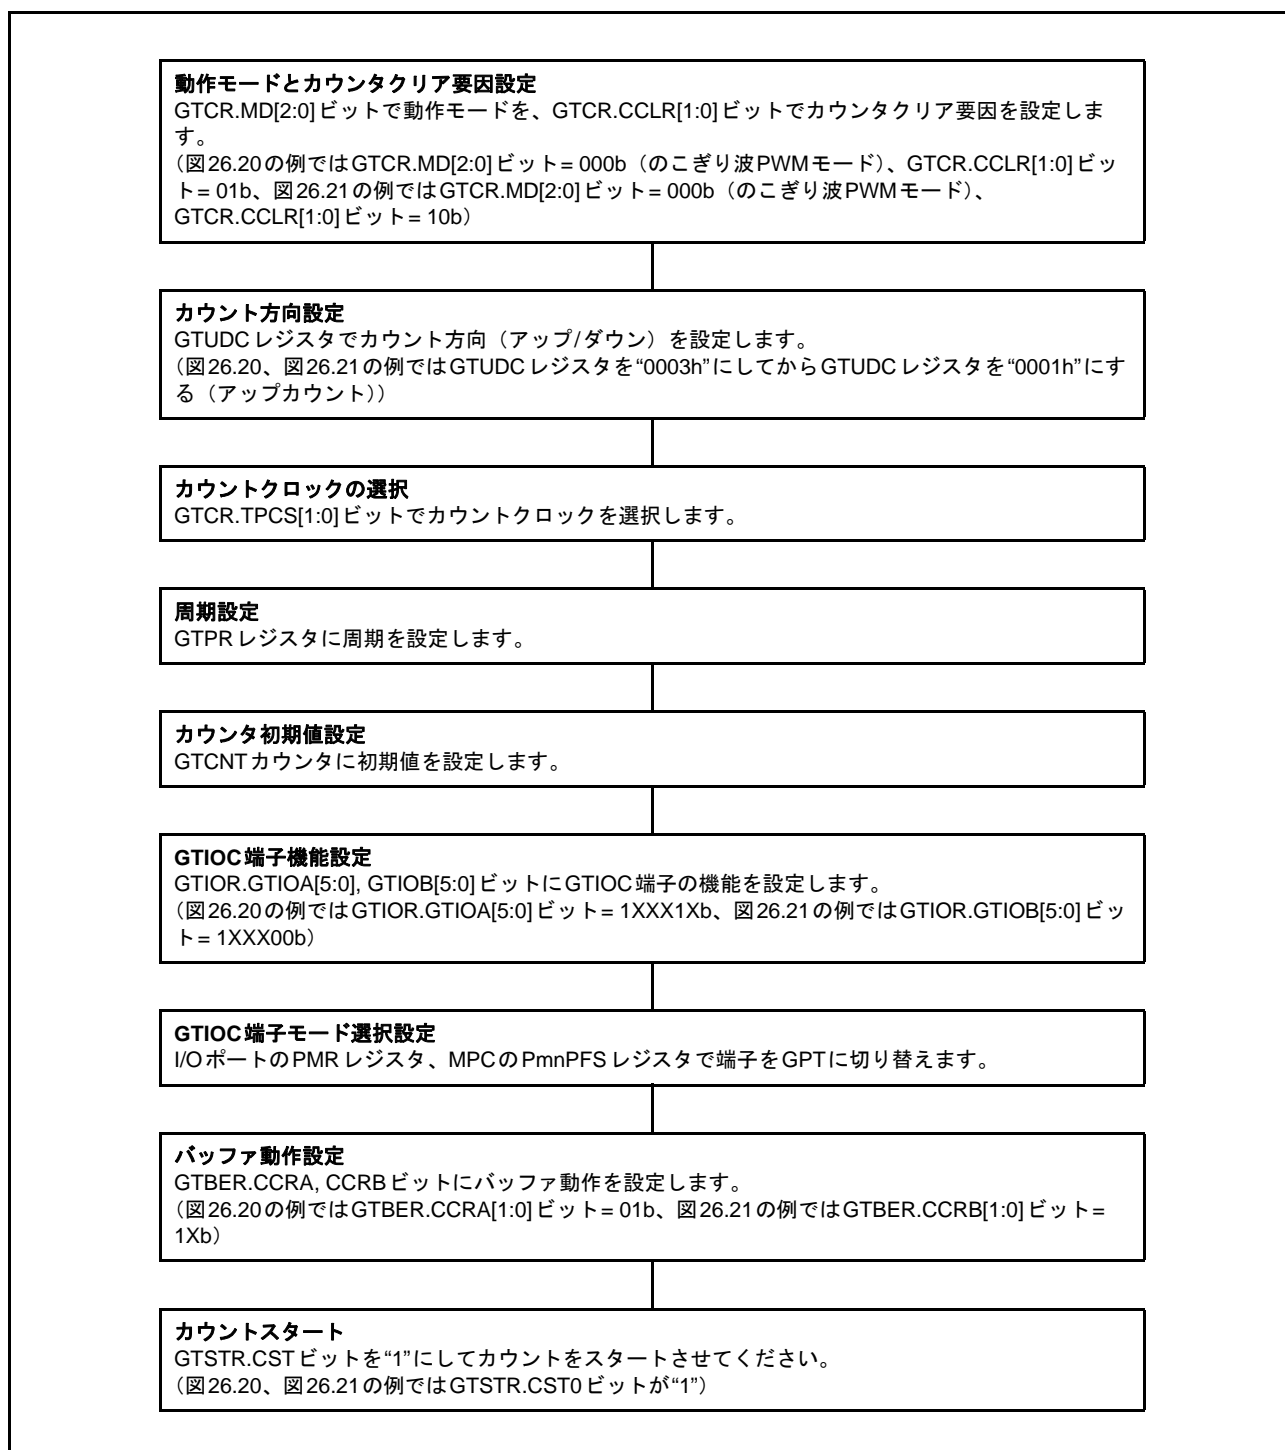 動作モードとカウンタクリア要因設定
GTCR.MD[2:0]ビットで動作モードを、GTCR.CCLR[1:0]ビットでカウンタクリア要因を設定しま
す。
（図26.20の例ではGTCR.MD[2:0]ビット= 000b（のこぎり波PWMモード）、GTCR.CCLR[1:0]ビッ
ト= 01b、図26.21の例ではGTCR.MD[2:0]ビット= 000b（のこぎり波PWMモード）、
GTCR.CCLR[1:0]ビット= 10b）
カウント方向設定
GTUDCレジスタでカウント方向（アップ/ダウン）を設定します。
（図26.20、図26.21の例ではGTUDCレジスタを“0003h”にしてからGTUDCレジスタを“0001h”にす
る（アップカウント））
カウントクロックの選択
GTCR.TPCS[1:0]ビットでカウントクロックを選択します。
周期設定
GTPRレジスタに周期を設定します。
カウンタ初期値設定
GTCNTカウンタに初期値を設定します。
GTIOC端子機能設定
GTIOR.GTIOA[5:0], GTIOB[5:0]ビットにGTIOC端子の機能を設定します。
（図26.20の例ではGTIOR.GTIOA[5:0]ビット= 1XXX1Xb、図26.21の例ではGTIOR.GTIOB[5:0]ビッ
ト= 1XXX00b）
GTIOC端子モード選択設定
I/OポートのPMRレジスタ、MPCのPmnPFSレジスタで端子をGPTに切り替えます。
バッファ動作設定
GTBER.CCRA, CCRBビットにバッファ動作を設定します。
（図26.20の例ではGTBER.CCRA[1:0]ビット= 01b、図26.21の例ではGTBER.CCRB[1:0]ビット=
1Xb）
カウントスタート
GTSTR.CSTビットを“1”にしてカウントをスタートさせてください。
（図26.20、図26.21の例ではGTSTR.CST0ビットが“1”）